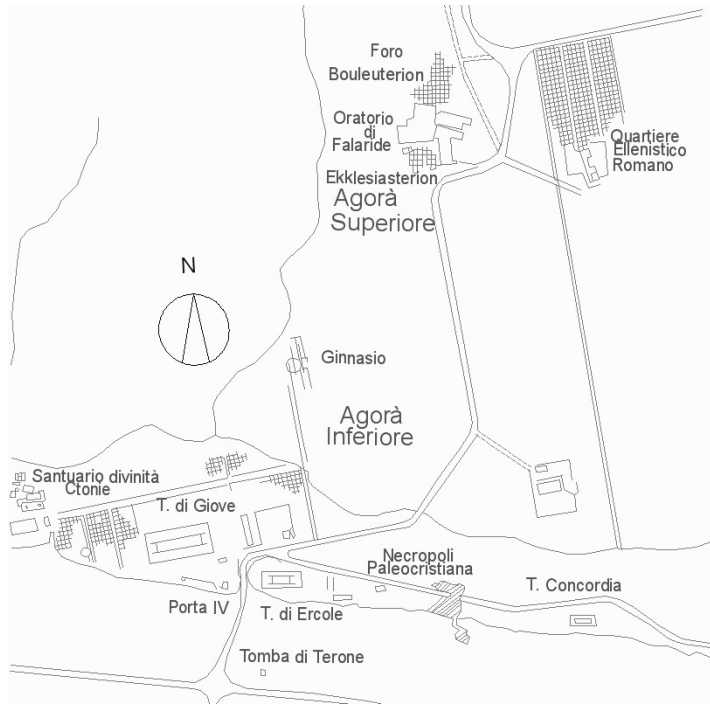 Foro
Bouleuterion
Oratorio
di
Falaride
Ekklesiasterion
Agorà
Superiore
Quartiere
Ellenistico
Romano
N
Ginnasio
Agorà
Inferiore
Santuario divinità
Ctonie
T. di Giove
Necropoli
Paleocristiana
T. Concordia
Porta IV
T. di Ercole
Tomba di Terone